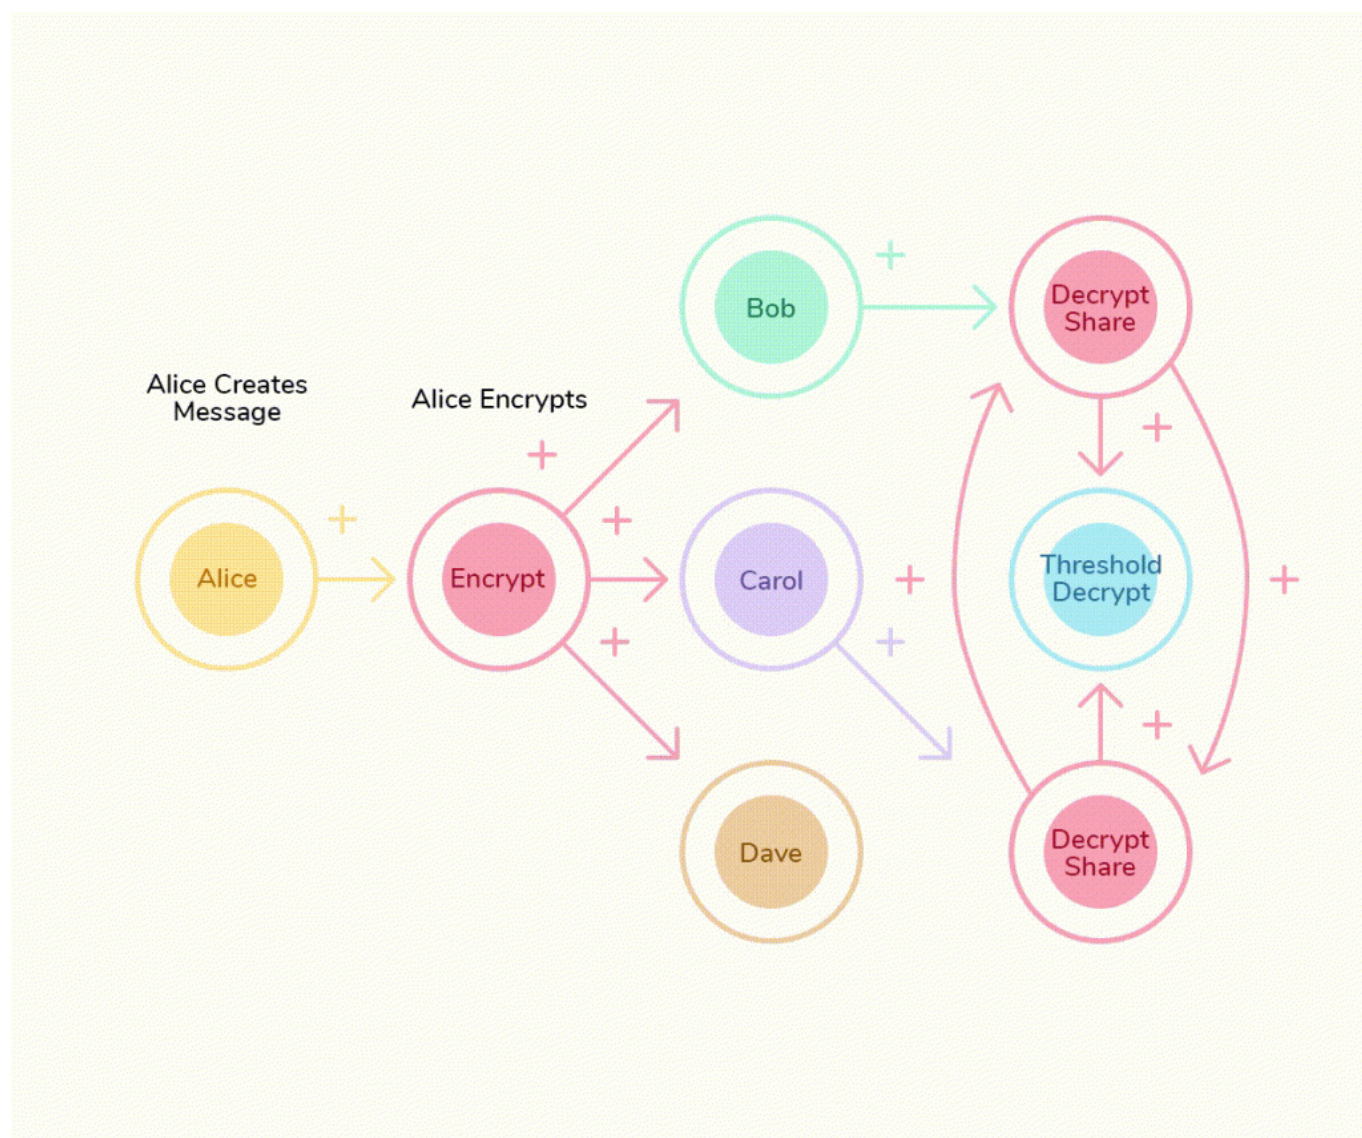 Alice Creates
Message
Alice Encrypts
Alice
Encrypt
Bob
Carol
Dave
Decrypt
Share
Threshold
Decrypt
Decrypt
Share
+
+
+
+
+
+
+
+
+
+